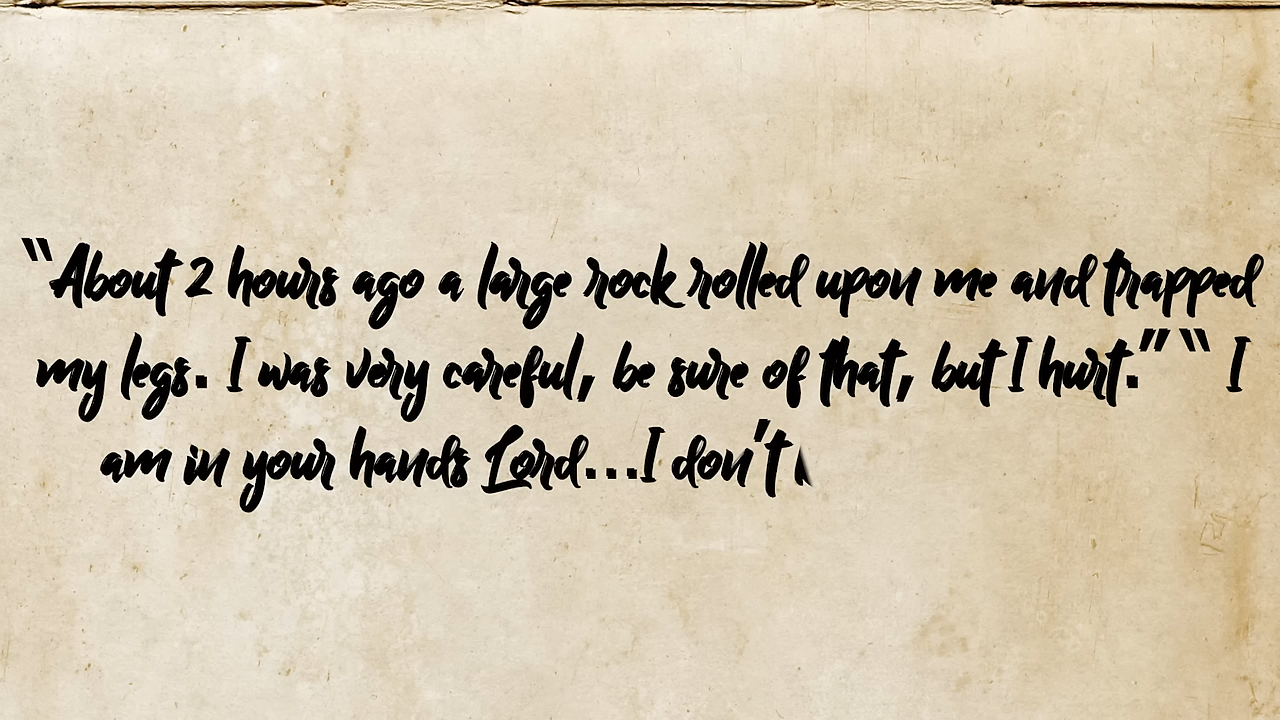 “About 2 hours ago a large rock rolled upon me and trapped
my legs. I was very careful, be sure of that, but I hurt.” “ I
am in your hands Lord...I don’t